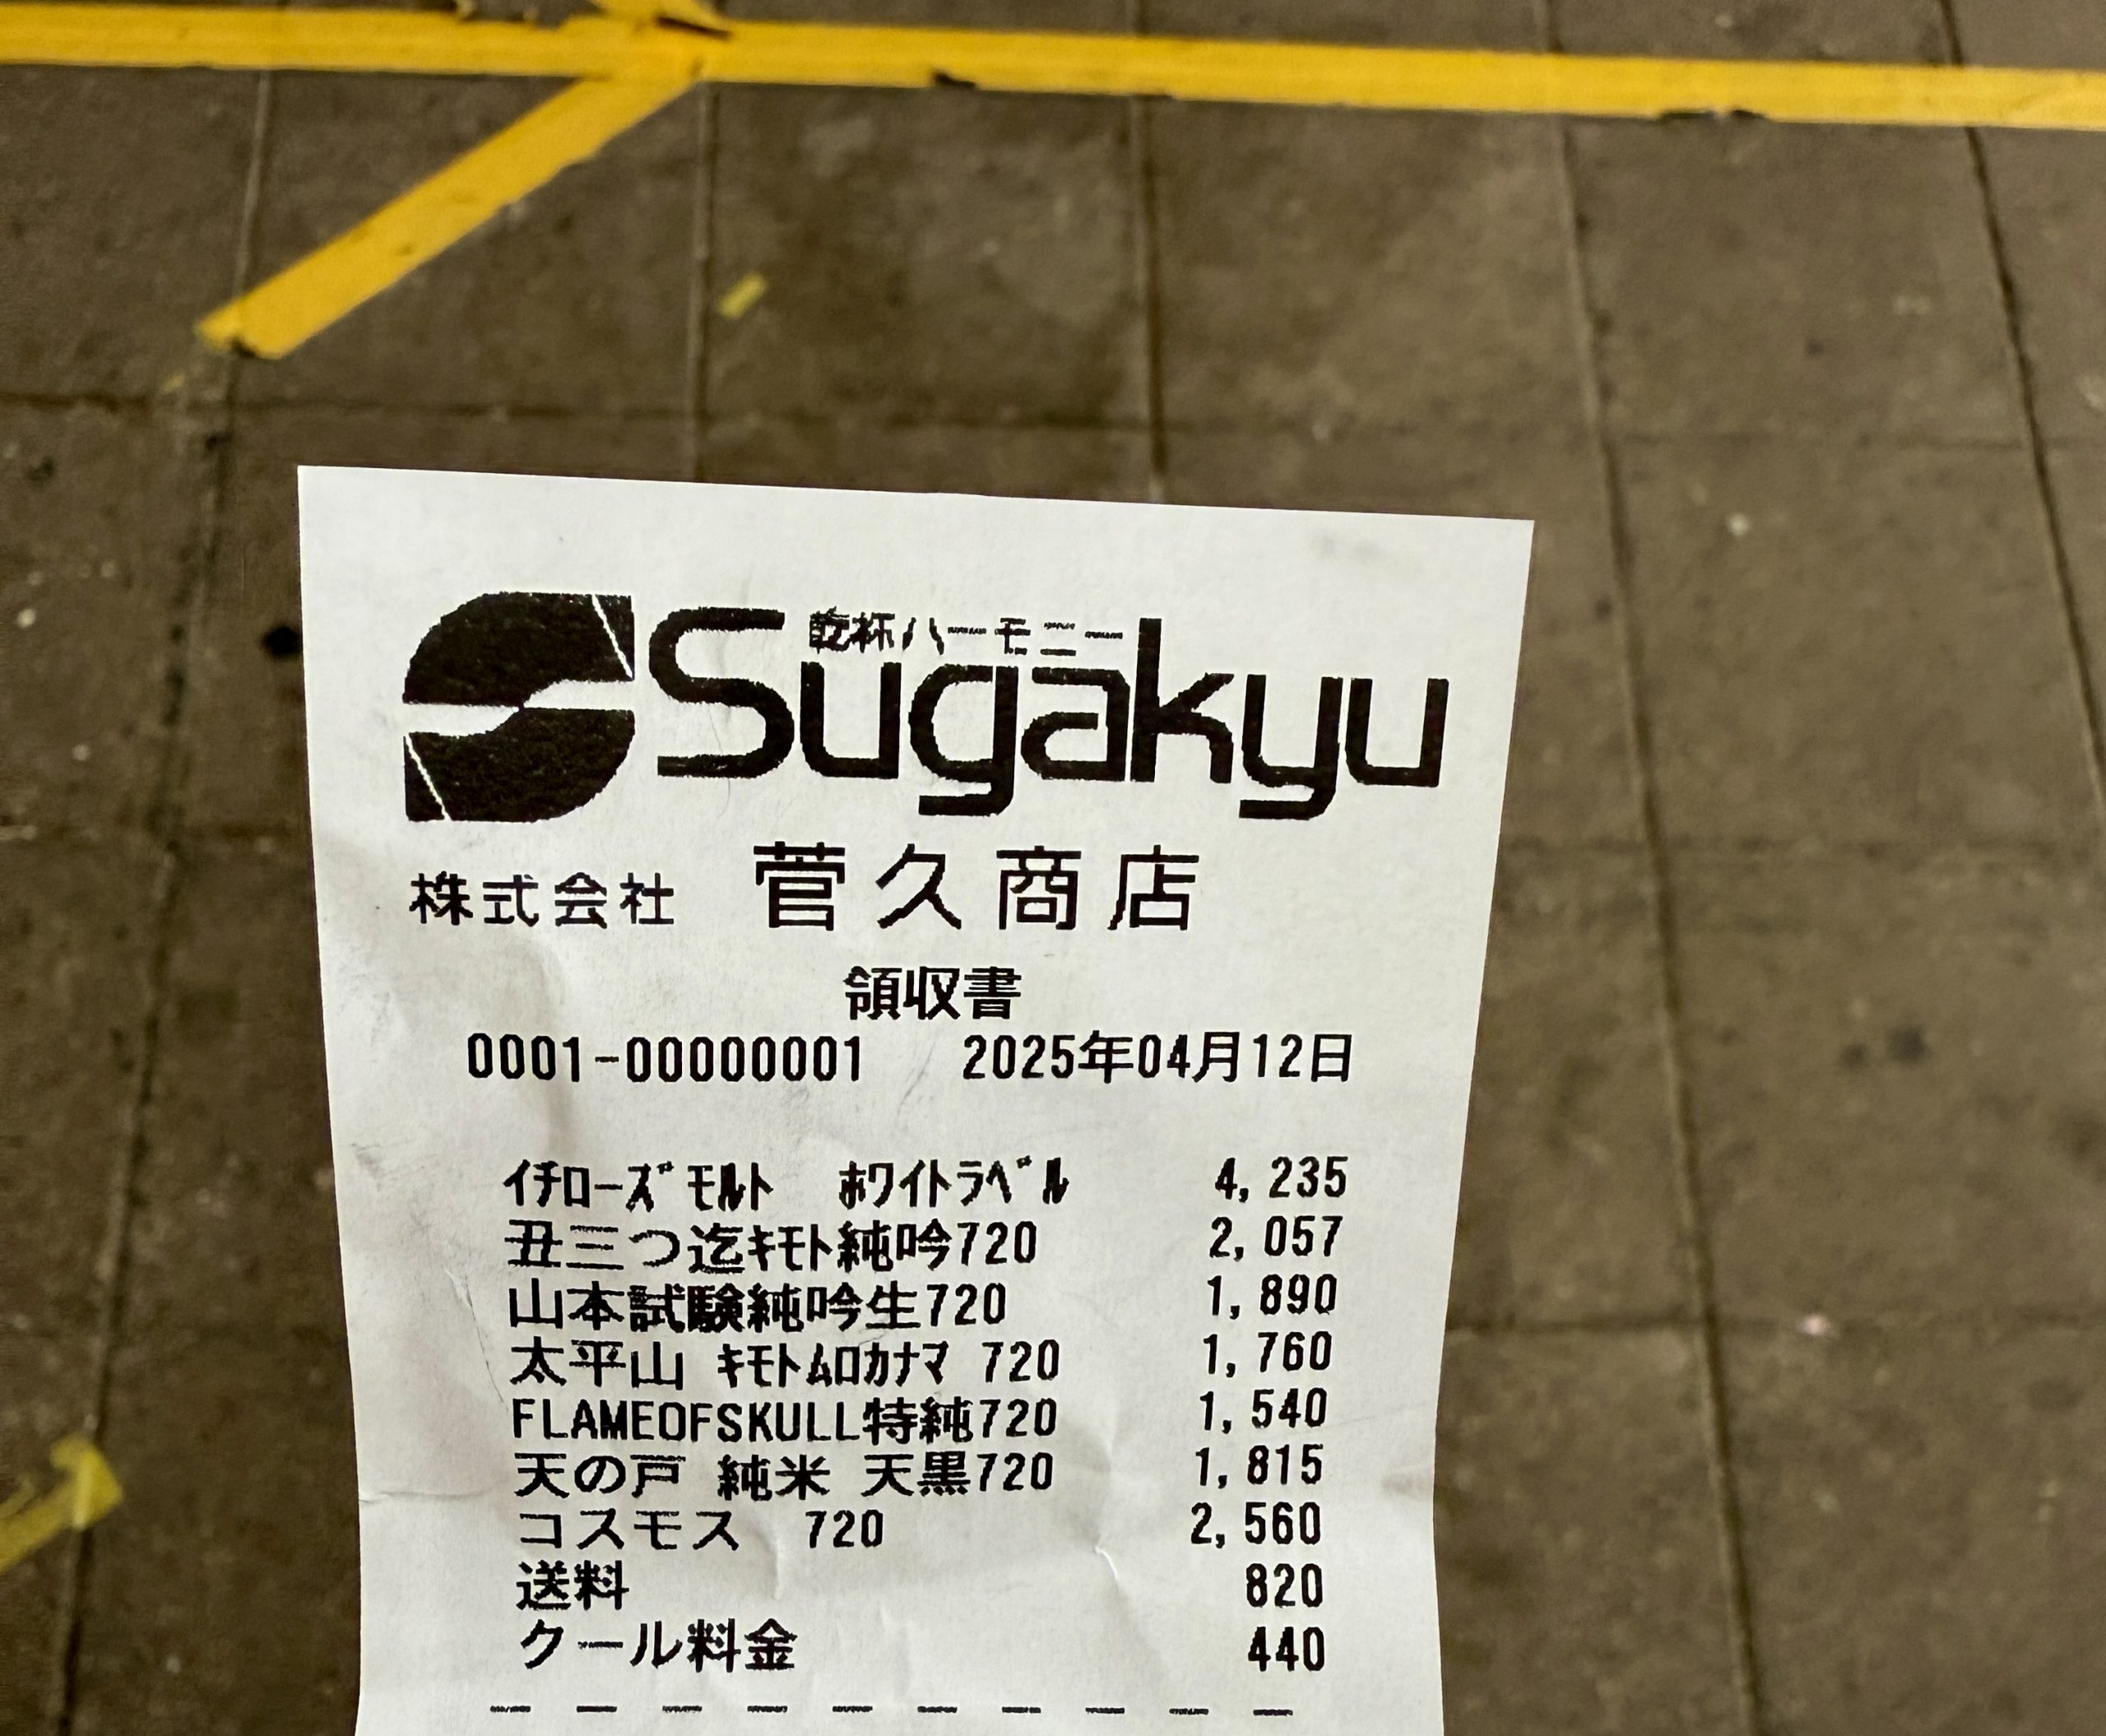 乾杯ハーモニー
Sugakyu
株式会社 菅久商店
領収書
0001-00000001 2025年04月12日
ｲﾁﾛｰｽﾞﾓﾙﾄ ﾎﾜｲﾄﾗﾍﾞﾙ 4,235
丑三つ迄ｷﾓﾄ純吟720 2,057
山本試験純吟生720 1,890
太平山 ｷﾓﾄﾑﾛｶﾅﾏ 720 1,760
FLAMEOFSKULL特純720 1,540
天の戸 純米 天黒720 1,815
コスモス 720 2,560
送料 820
クール料金 440